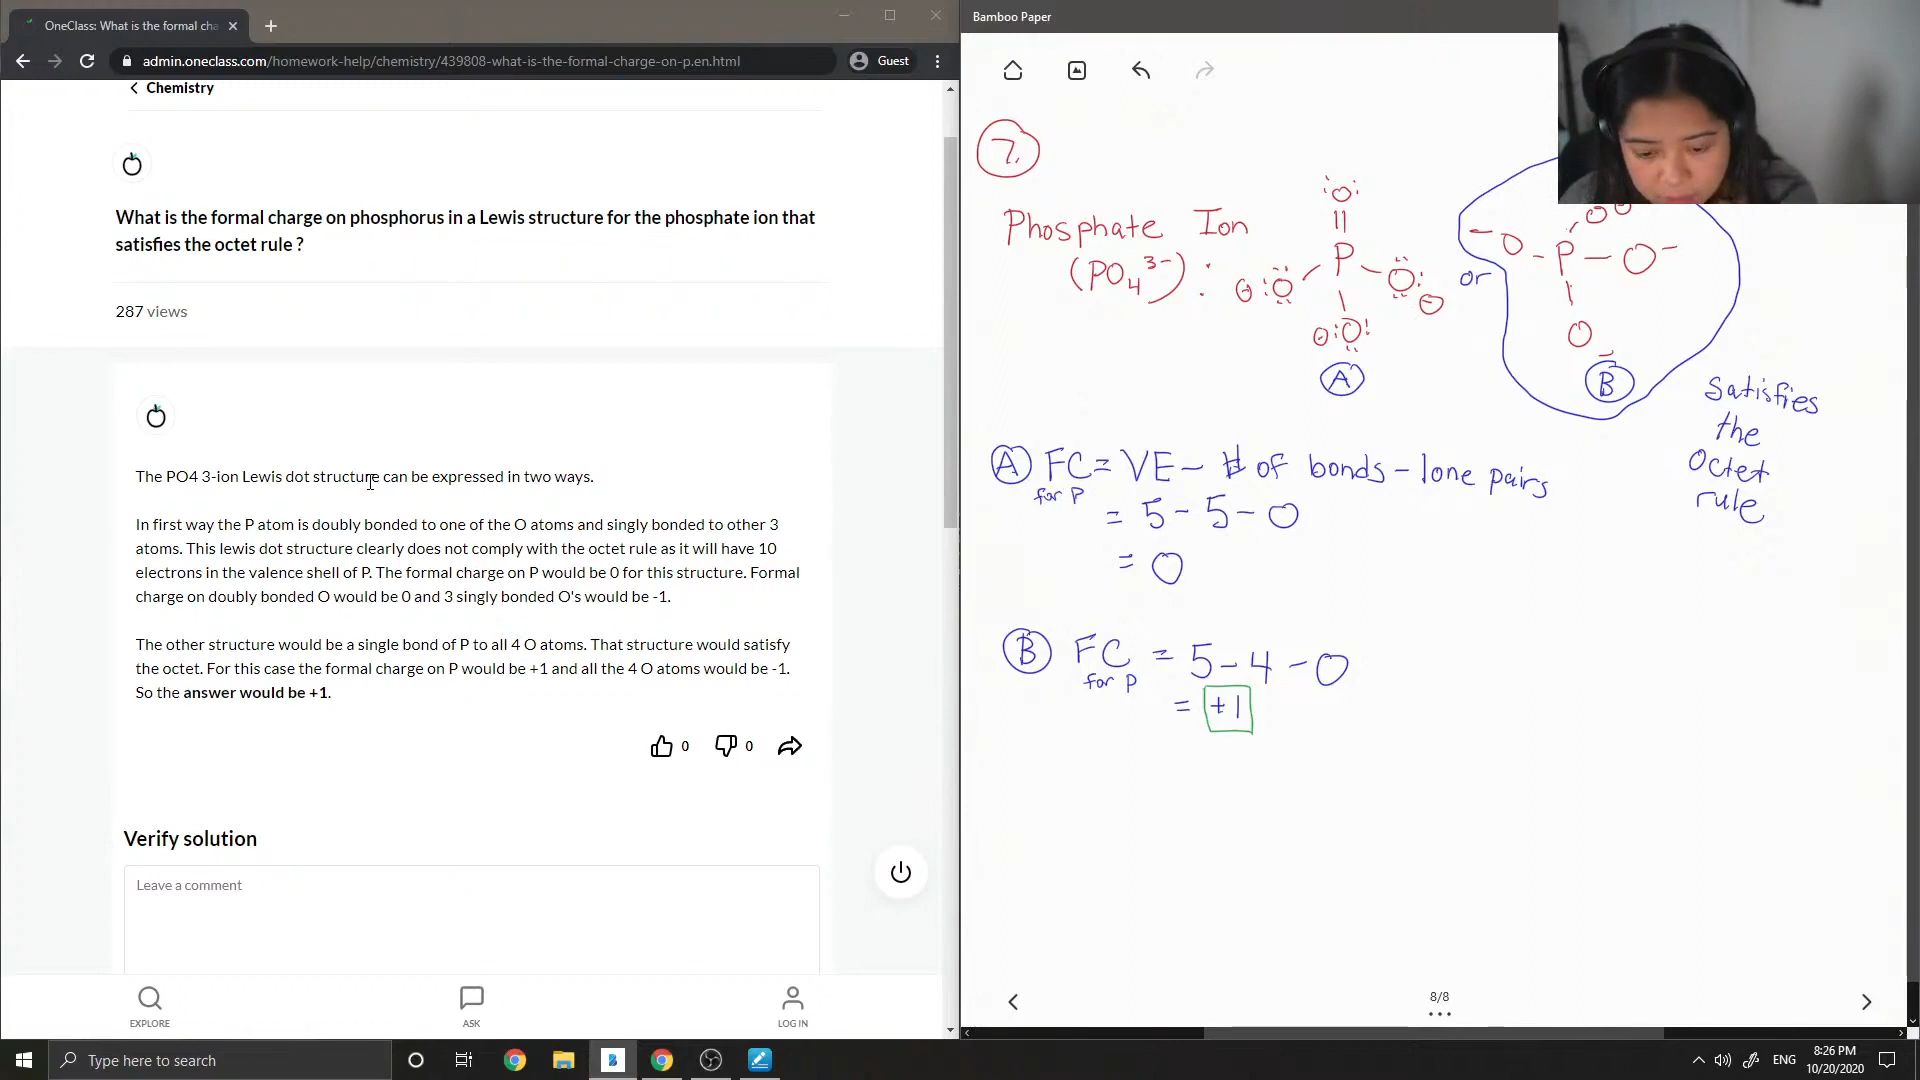 OneClass: What is the formal cha
admin.oneclass.com/homework-help/chemistry/439808-what-is-the-formal-charge-on-p.en.html
Guest
Chemistry
What is the formal charge on phosphorus in a Lewis structure for the phosphate ion that
satisfies the octet rule ?
287 views
The PO4 3-ion Lewis dot structure can be expressed in two ways.
In first way the P atom is doubly bonded to one of the O atoms and singly bonded to other 3
atoms. This lewis dot structure clearly does not comply with the octet rule as it will have 10
electrons in the valence shell of P. The formal charge on P would be 0 for this structure. Formal
charge on doubly bonded O would be 0 and 3 singly bonded O's would be -1.
The other structure would be a single bond of P to all 4 O atoms. That structure would satisfy
the octet. For this case the formal charge on P would be +1 and all the 4 O atoms would be -1.
So the answer would be +1.
0
0
Verify solution
Leave a comment
EXPLORE
ASK
LOG IN
Type here to search
Bamboo Paper
7.
Phosphate Ion
(PO₄³⁻) :
O
P
O
O
O
A
or
O
O - P - O⁻
O
B
Satisfies
the
Octet
rule
A FC = VE - # of bonds - lone pairs
for P
= 5 - 5 - 0
= 0
B FC = 5 - 4 - 0
for P
= +1
8/8
ENG
8:26 PM
10/20/2020